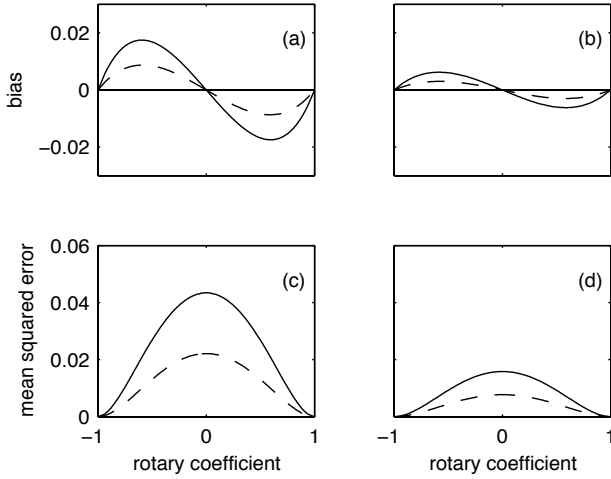 0.02
0
−0.02
bias
(a)
(b)
0.06
0.04
0.02
0
mean squared error
(c)
(d)
−1
0
1
−1
0
1
rotary coefficient
rotary coefficient